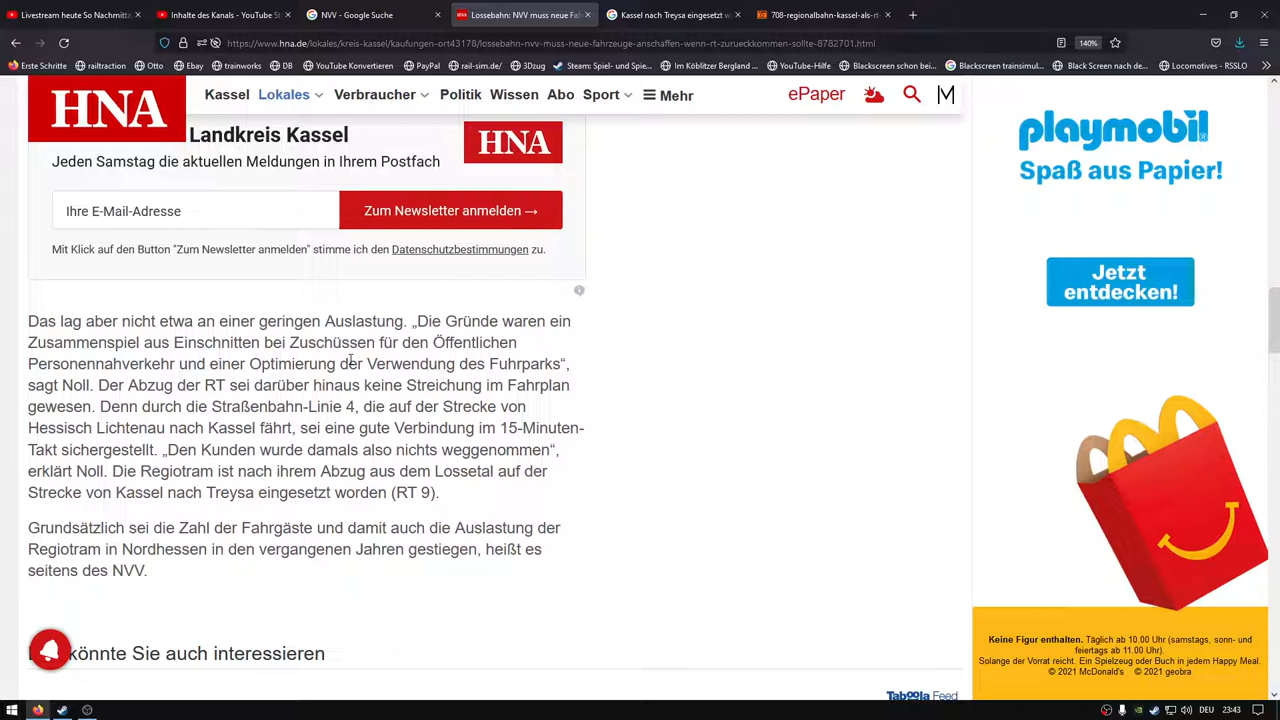 Livestream heute So Nachmitta
Inhalte des Kanals - YouTube St
NVV - Google Suche
Lossebahn: NVV muss neue Fah
Kassel nach Treysa eingesetzt w
708-regionalbahn-kassel-als-rt
https://www.hna.de/lokales/kreis-kassel/kaufungen-ort43178/lossebahn-nvv-muss-neue-fahrzeuge-anschaffen-wenn-rt-zurueckkommen-sollte-8782701.html
140%
Erste Schritte
railtraction
Otto
Ebay
trainworks
DB
YouTube Konvertieren
PayPal
rail-sim.de/
3Dzug
Steam: Spiel- und Spie...
Im Köblitzer Bergland ...
YouTube-Hilfe
Blackscreen schon bei...
Blackscreen trainsimul...
Black Screen nach de...
Locomotives - RSSLO
HNA
Kassel Lokales Verbraucher Politik Wissen Abo Sport Mehr
ePaper
Landkreis Kassel
HNA
Jeden Samstag die aktuellen Meldungen in Ihrem Postfach
Ihre E-Mail-Adresse
Zum Newsletter anmelden →
Mit Klick auf den Button "Zum Newsletter anmelden" stimme ich den Datenschutzbestimmungen zu.
Das lag aber nicht etwa an einer geringen Auslastung. „Die Gründe waren ein
Zusammenspiel aus Einschnitten bei Zuschüssen für den Öffentlichen
Personennahverkehr und einer Optimierung der Verwendung des Fuhrparks“,
sagt Noll. Der Abzug der RT sei darüber hinaus keine Streichung im Fahrplan
gewesen. Denn durch die Straßenbahn-Linie 4, die auf der Strecke von
Hessisch Lichtenau nach Kassel fährt, sei eine gute Verbindung im 15-Minuten-
Takt sichergestellt. „Den Kunden wurde damals also nichts weggenommen“,
erklärt Noll. Die Regiotram ist nach ihrem Abzug aus dem Lossetal auf der
Strecke von Kassel nach Treysa eingesetzt worden (RT 9).
Grundsätzlich sei die Zahl der Fahrgäste und damit auch die Auslastung der
Regiotram in Nordhessen in den vergangenen Jahren gestiegen, heißt es
seitens des NVV.
könnte Sie auch interessieren
Taboola Feed
playmobil
Spaß aus Papier!
Jetzt
entdecken!
Keine Figur enthalten. Täglich ab 10.00 Uhr (samstags, sonn- und
feiertags ab 11.00 Uhr).
Solange der Vorrat reicht. Ein Spielzeug oder Buch in jedem Happy Meal.
© 2021 McDonald's © 2021 geobra
DEU
23:43